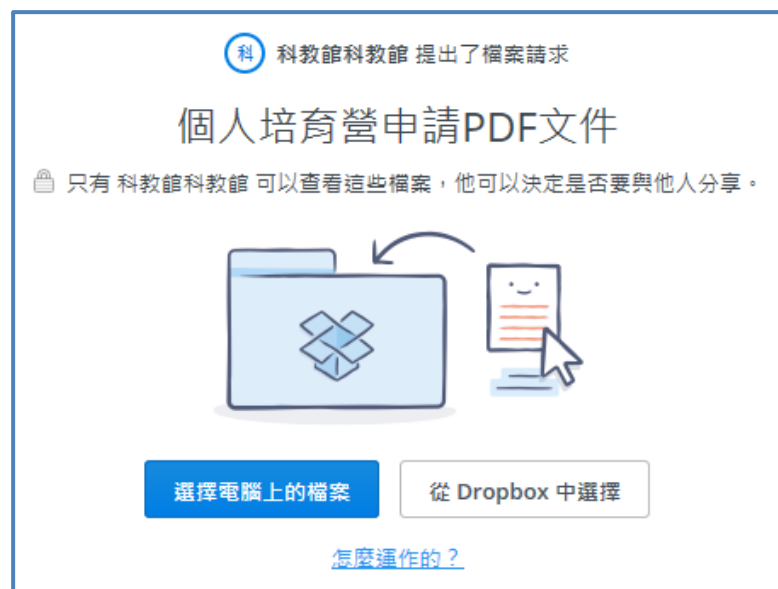 科 科教館科教館 提出了檔案請求
個人培育營申請PDF文件
只有 科教館科教館 可以查看這些檔案，他可以決定是否要與他人分享。
選擇電腦上的檔案 從 Dropbox 中選擇
怎麼運作的？